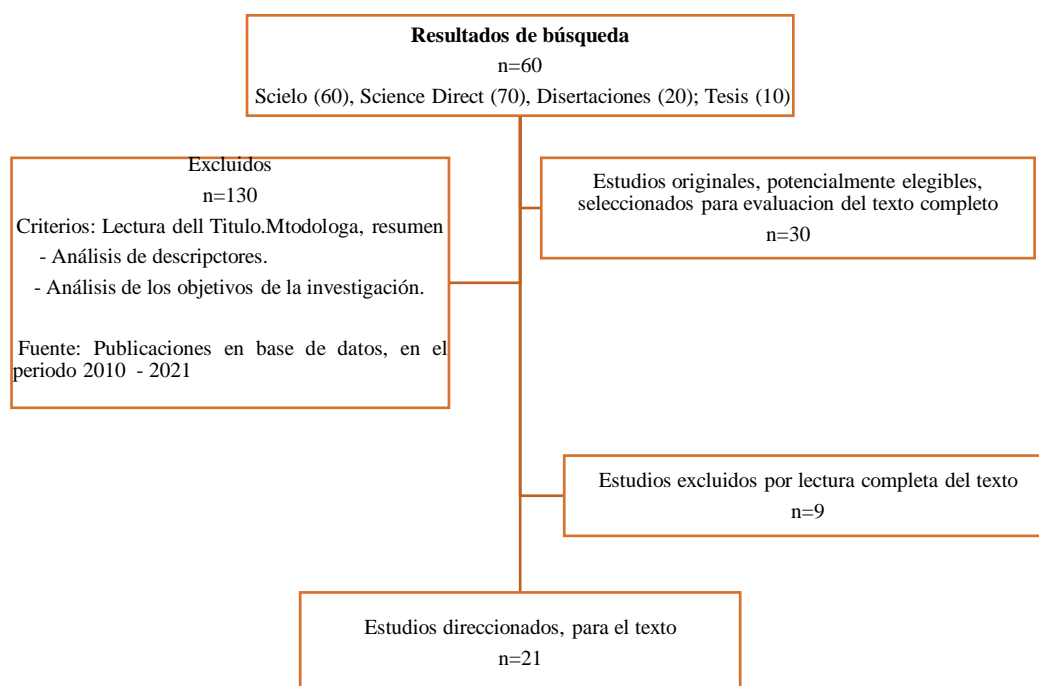 Resultados de búsqueda
n=60
Scielo (60), Science Direct (70), Disertaciones (20); Tesis (10)
Excluidos
n=130
Criterios: Lectura dell Titulo.Mtodologa, resumen
- Análisis de descripctores.
- Análisis de los objetivos de la investigación.
Fuente: Publicaciones en base de datos, en el
periodo 2010 - 2021
Estudios originales, potencialmente elegibles,
seleccionados para evaluacion del texto completo
n=30
Estudios excluidos por lectura completa del texto
n=9
Estudios direccionados, para el texto
n=21